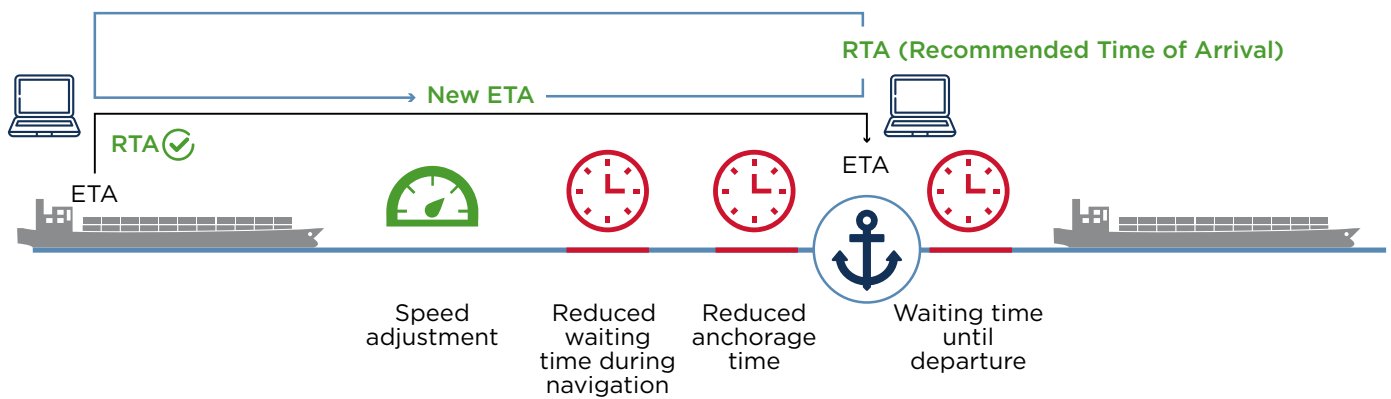 RTA (Recommended Time of Arrival)
New ETA
RTA
ETA
ETA
Speed
adjustment
Reduced
waiting
time during
navigation
Reduced
anchorage
time
Waiting time
until
departure